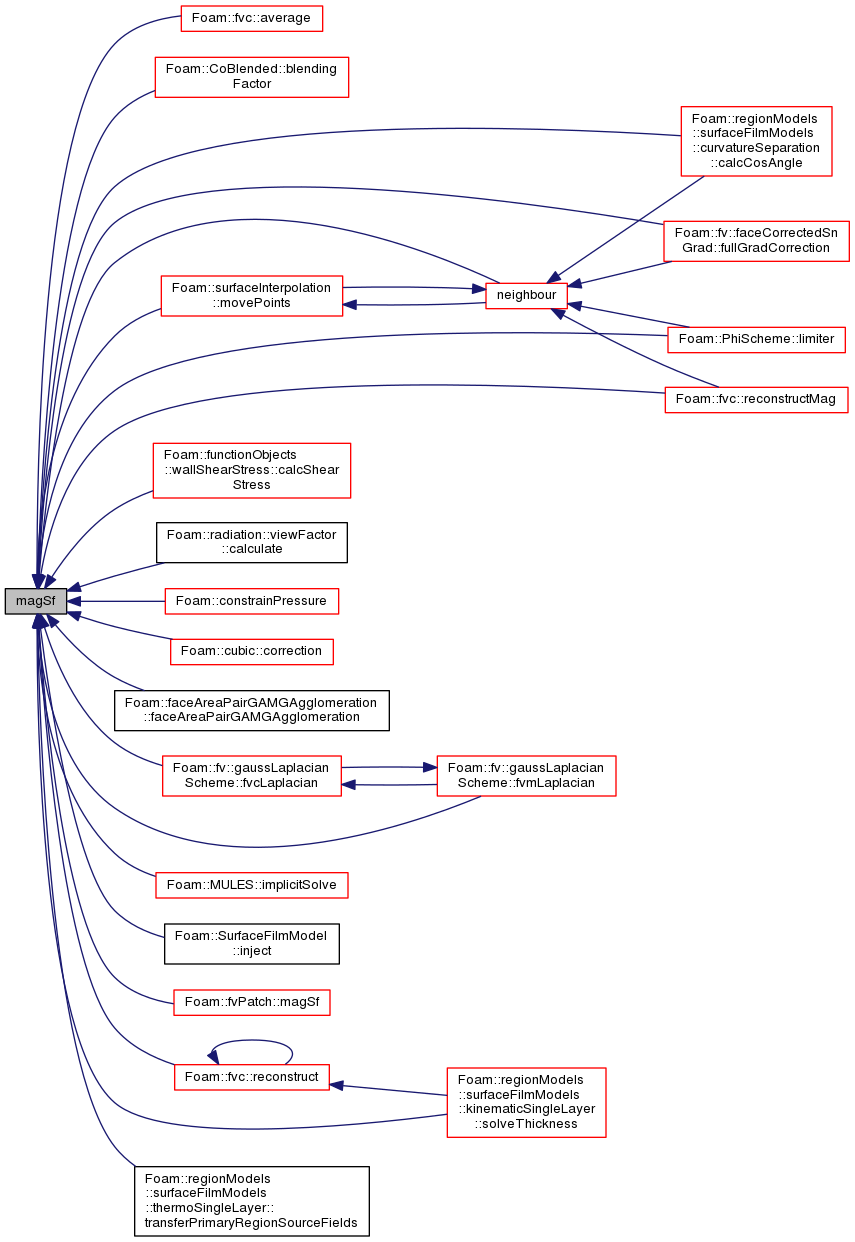 Foam::fvc::average
Foam::CoBlended::blending
Factor
Foam::regionModels
::surfaceFilmModels
::curvatureSeparation
::calcCosAngle
Foam::fv::faceCorrectedSn
Grad::fullGradCorrection
Foam::surfaceInterpolation
::movePoints
neighbour
Foam::PhiScheme::limiter
Foam::fvc::reconstructMag
Foam::functionObjects
::wallShearStress::calcShear
Stress
Foam::radiation::viewFactor
::calculate
magSf
Foam::constrainPressure
Foam::cubic::correction
Foam::faceAreaPairGAMGAgglomeration
::faceAreaPairGAMGAgglomeration
Foam::fv::gaussLaplacian
Scheme::fvcLaplacian
Foam::fv::gaussLaplacian
Scheme::fvmLaplacian
Foam::MULES::implicitSolve
Foam::SurfaceFilmModel
::inject
Foam::fvPatch::magSf
Foam::fvc::reconstruct
Foam::regionModels
::surfaceFilmModels
::kinematicSingleLayer
::solveThickness
Foam::regionModels
::surfaceFilmModels
::thermoSingleLayer::
transferPrimaryRegionSourceFields